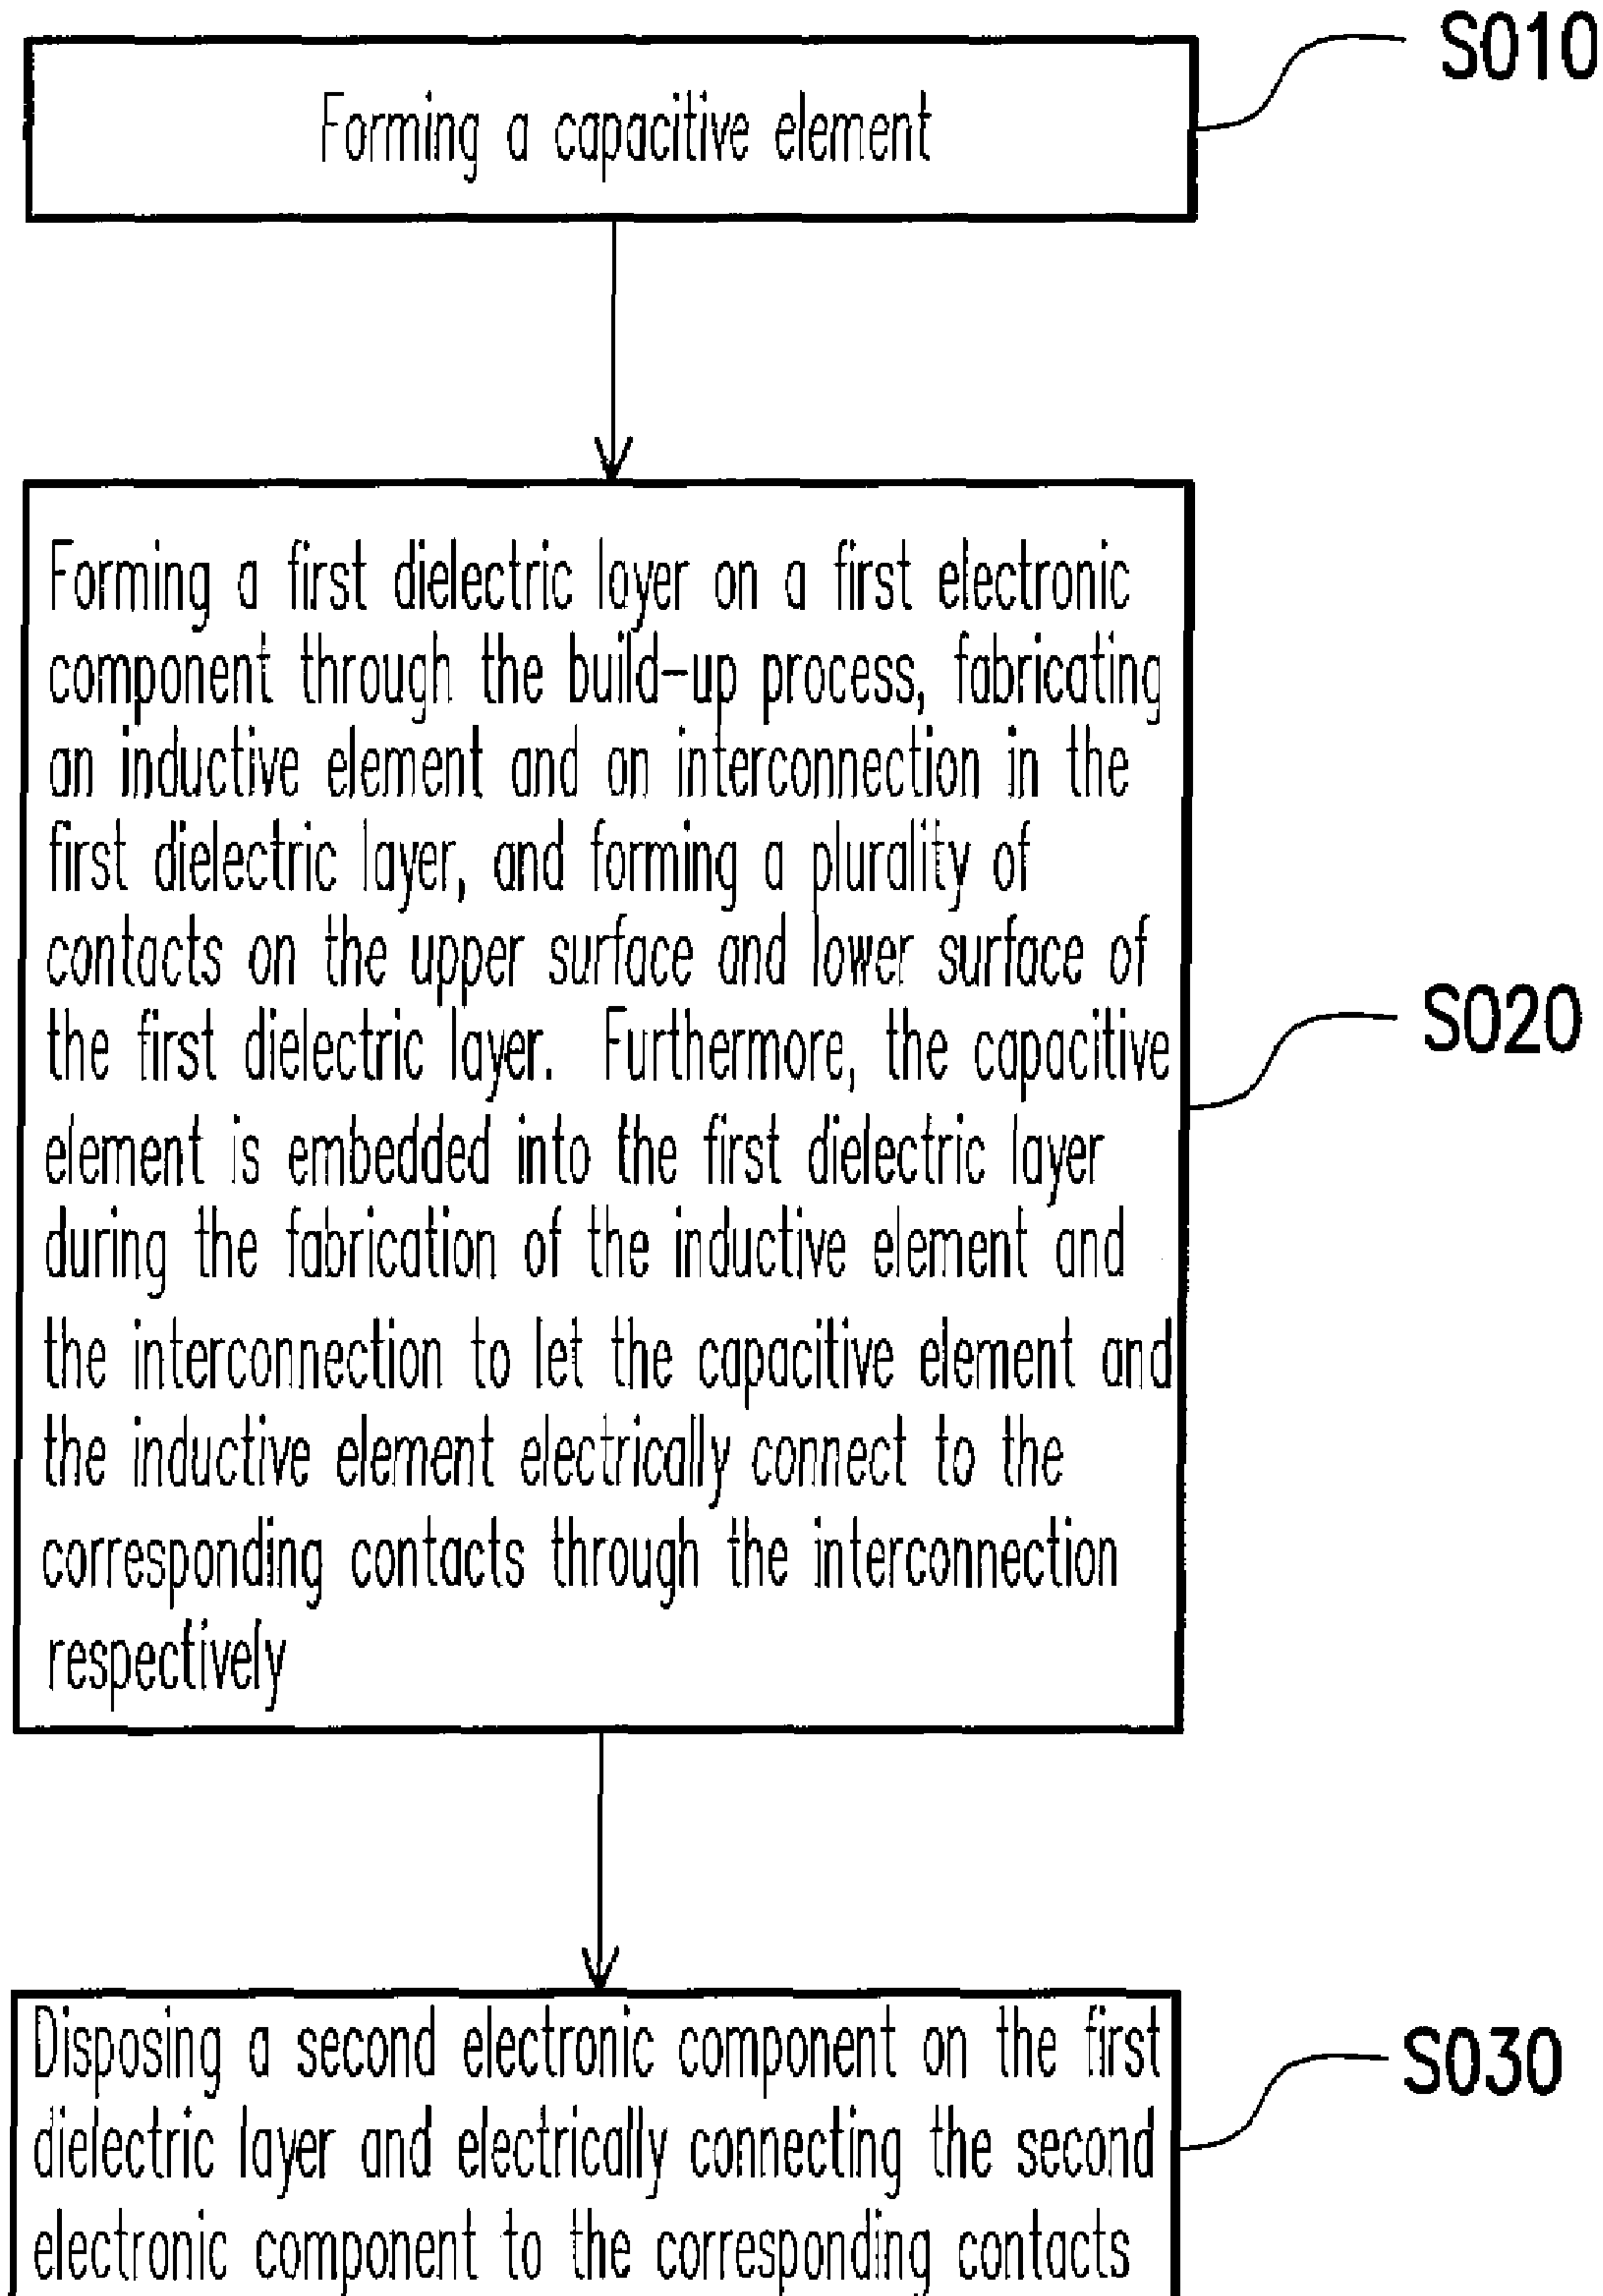 S010
Forming a capacitive element
Forming a first dielectric layer on a first electronic
component through the build-up process, fabricating
an inductive element and an interconnection in the
first dielectric layer, and forming a plurality of
contacts on the upper surface and lower surface of
the first dielectric layer. Furthermore, the capacitive
element is embedded into the first dielectric layer
during the fabrication of the inductive element and
the interconnection to let the capacitive element and
the inductive element electrically connect to the
corresponding contacts through the interconnection
respectively
S020
Disposing a second electronic component on the first
dielectric layer and electrically connecting the second
electronic component to the corresponding contacts
S030